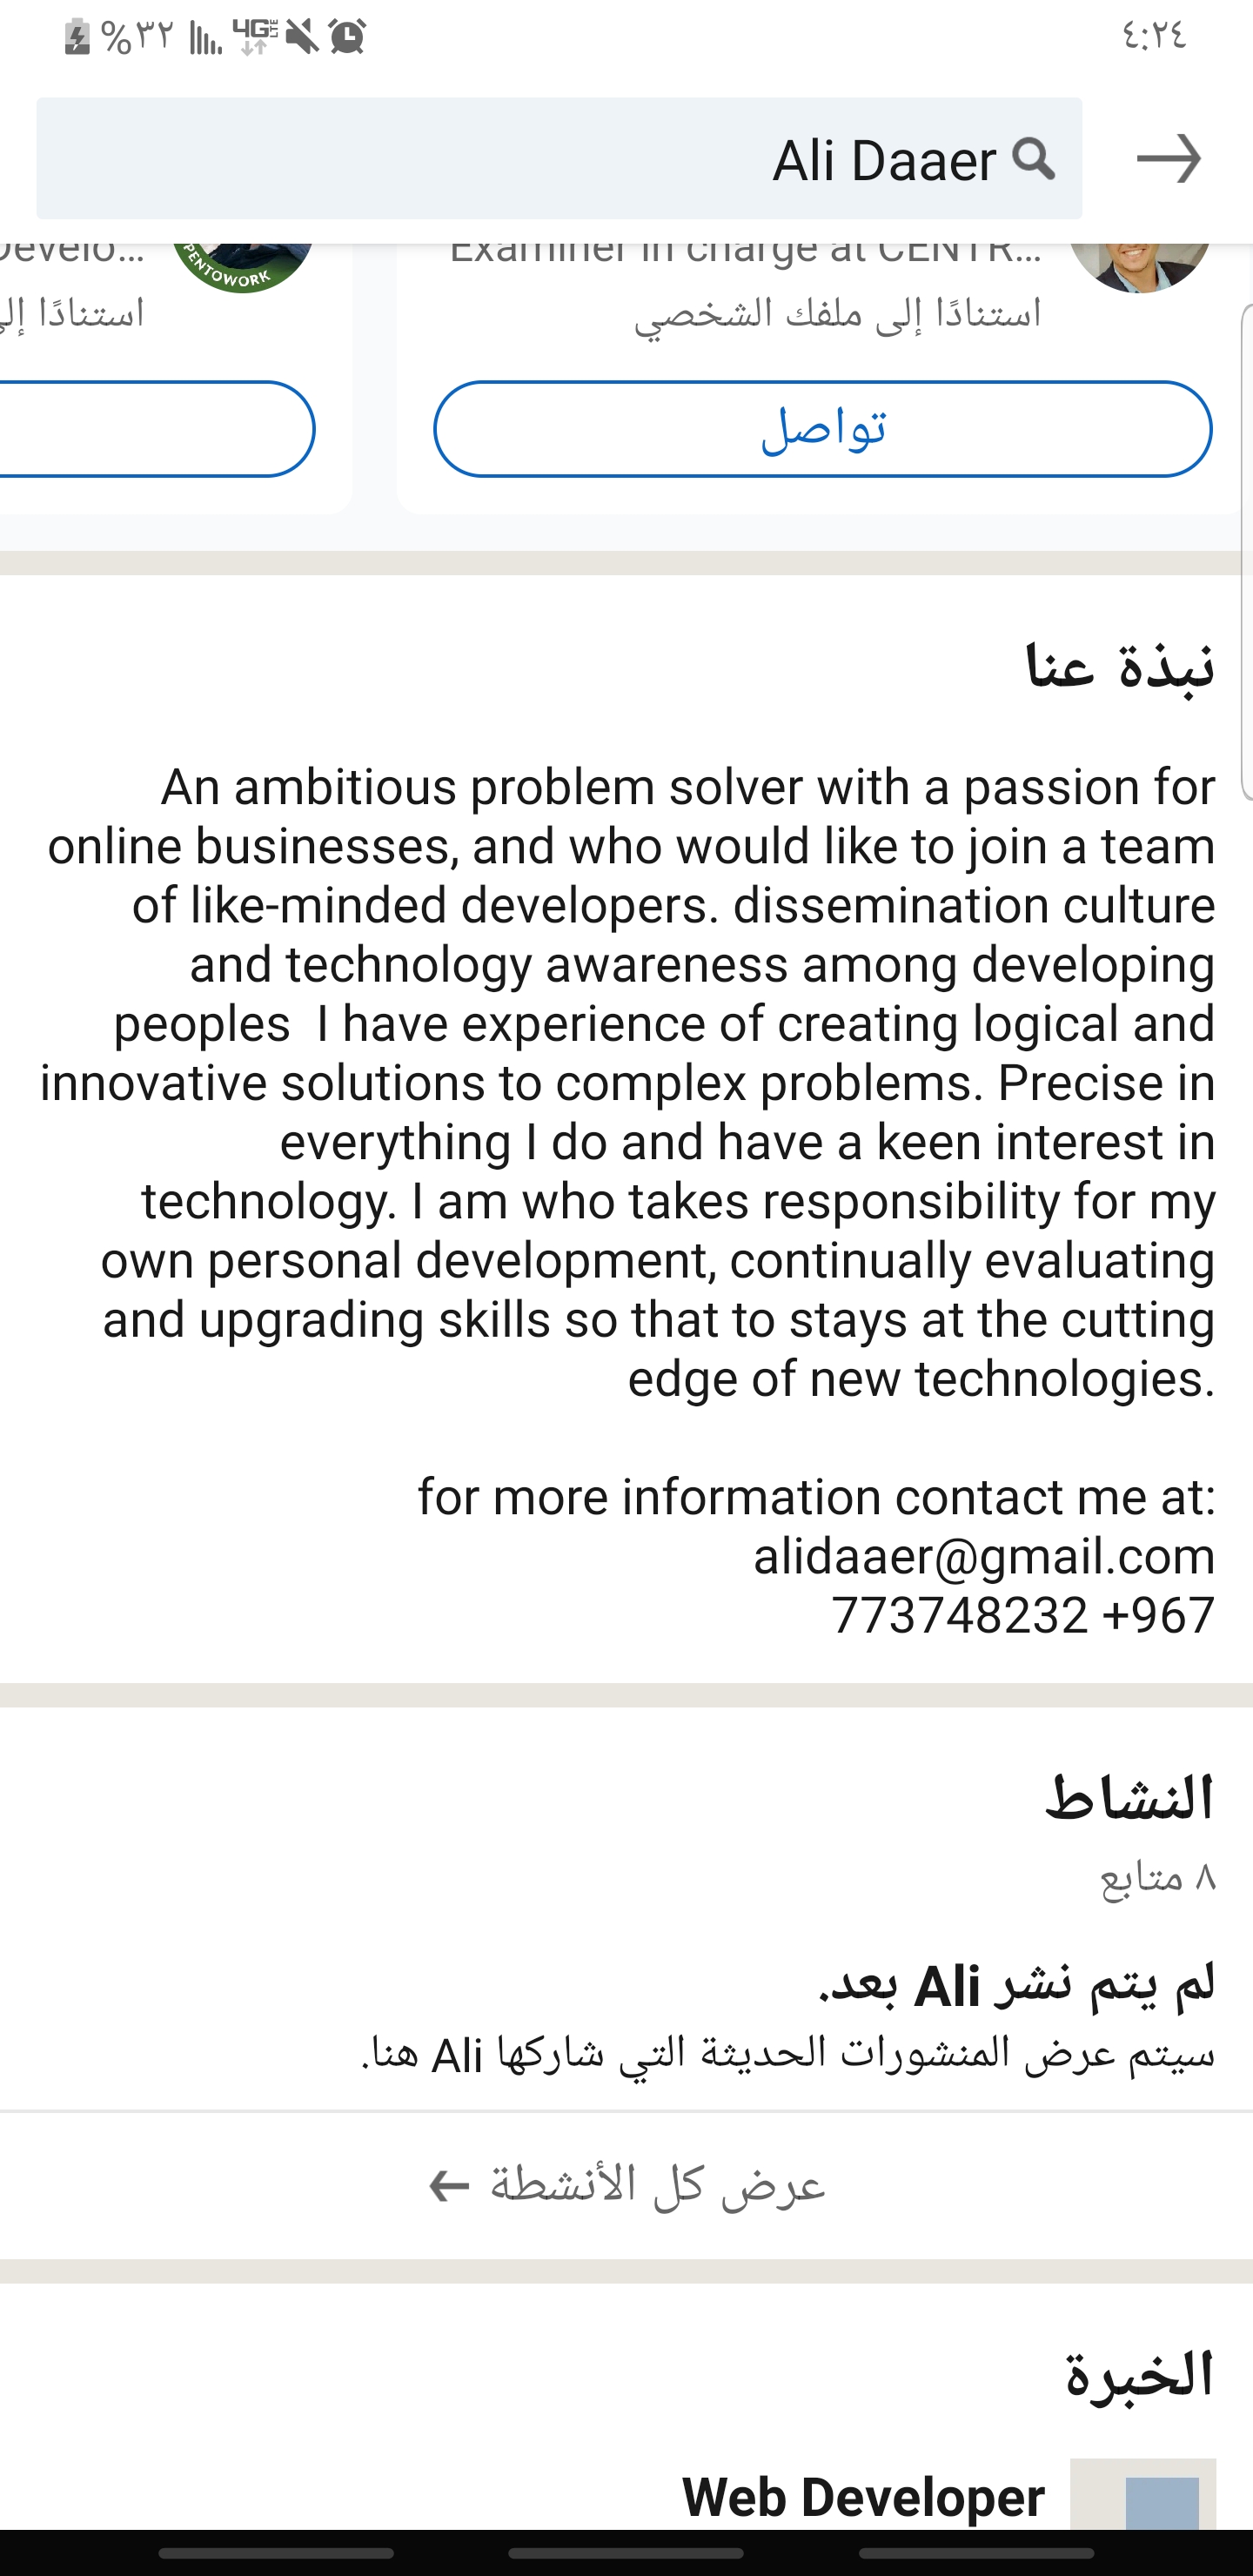 %٣٢ 4G LTE
٤:٢٤
Ali Daaer
Examiner in charge at CENTR...
استنادًا إلى ملفك الشخصي
تواصل
Develo...
PENTOWORK
استنادًا إلى
نبذة عنا
An ambitious problem solver with a passion for
online businesses, and who would like to join a team
of like-minded developers. dissemination culture
and technology awareness among developing
peoples  I have experience of creating logical and
innovative solutions to complex problems. Precise in
everything I do and have a keen interest in
technology. I am who takes responsibility for my
own personal development, continually evaluating
and upgrading skills so that to stays at the cutting
edge of new technologies.
for more information contact me at:
alidaaer@gmail.com
773748232 +967
النشاط
٨ متابع
لم يتم نشر Ali بعد.
سيتم عرض المنشورات الحديثة التي شاركها Ali هنا.
عرض كل الأنشطة ←
الخبرة
Web Developer